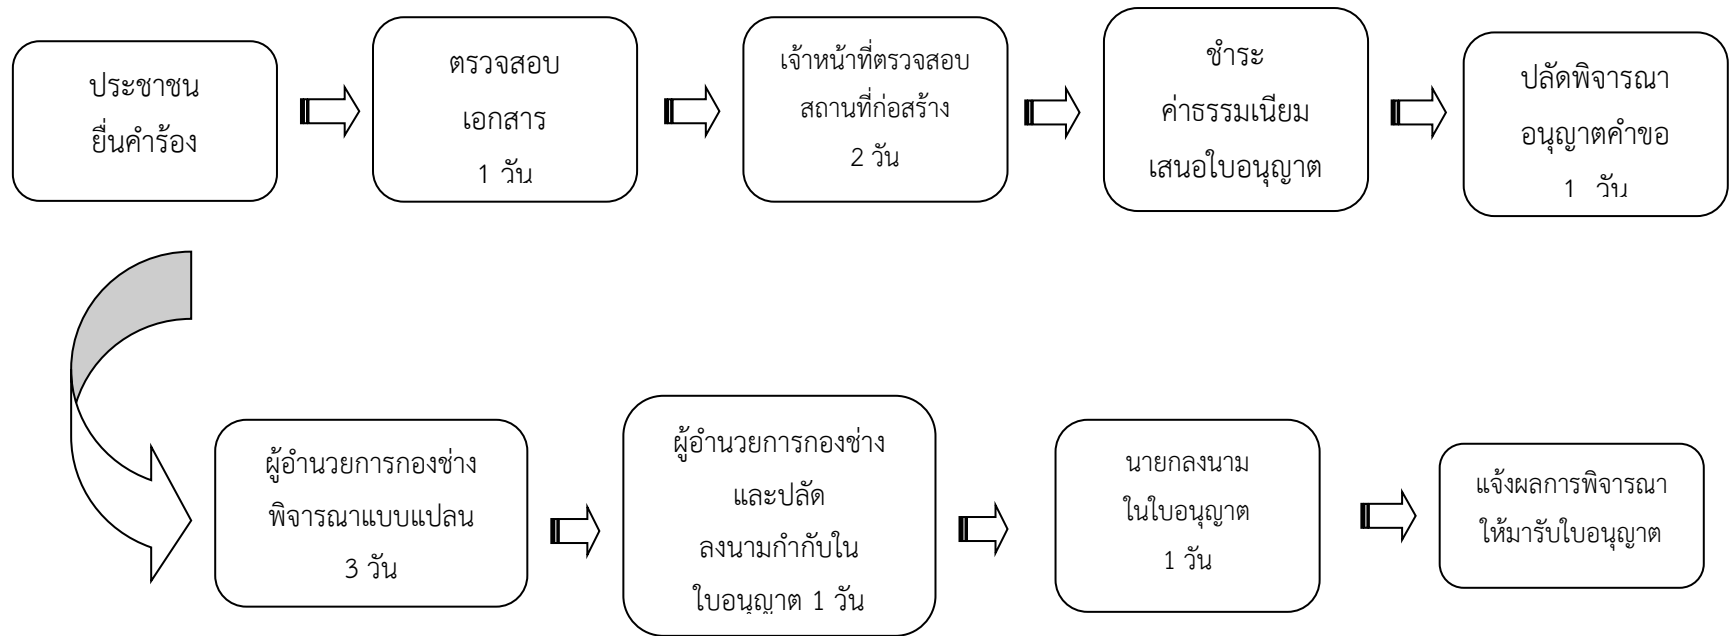 ประชาชน
ยื่นคำร้อง
ตรวจสอบ
เอกสาร
1 วัน
เจ้าหน้าที่ตรวจสอบ
สถานที่ก่อสร้าง
2 วัน
ชำระ
ค่าธรรมเนียม
เสนอใบอนุญาต
ปลัดพิจารณา
อนุญาตคำขอ
1 วัน
ผู้อำนวยการกองช่าง
พิจารณาแบบแปลน
3 วัน
ผู้อำนวยการกองช่าง
และปลัด
ลงนามกำกับใน
ใบอนุญาต 1 วัน
นายกลงนาม
ในใบอนุญาต
1 วัน
แจ้งผลการพิจารณา
ให้มารับใบอนุญาต